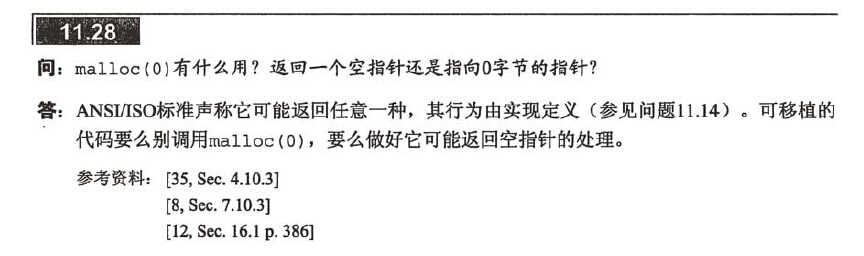 11.28
问：malloc(0)有什么用？返回一个空指针还是指向0字节的指针？
答：ANSI/ISO标准声称它可能返回任意一种，其行为由实现定义（参见问题11.14）。可移植的
代码要么别调用malloc(0)，要么做好它可能返回空指针的处理。
参考资料：[35, Sec. 4.10.3]
[8, Sec. 7.10.3]
[12, Sec. 16.1 p. 386]